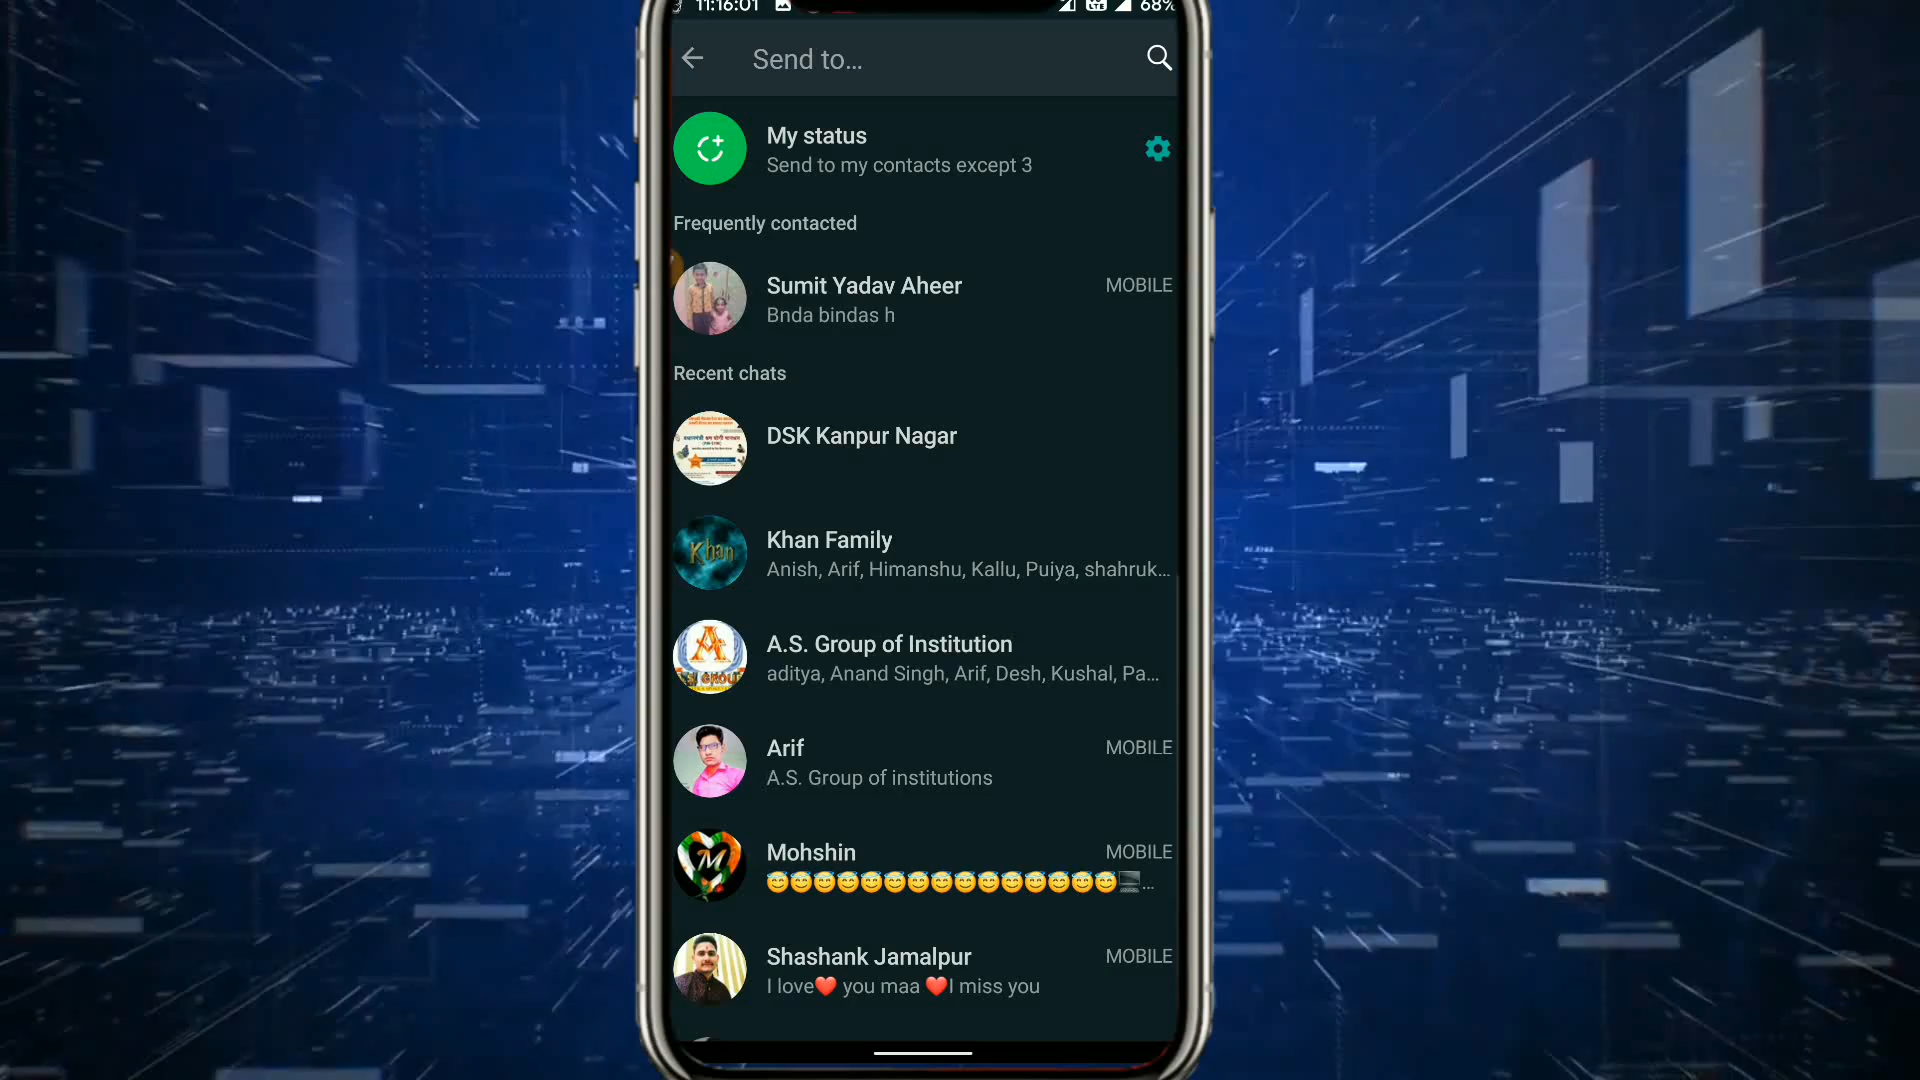 11:16:01
68%
Send to...
My status
Send to my contacts except 3
Frequently contacted
Sumit Yadav Aheer MOBILE
Bnda bindas h
Recent chats
DSK Kanpur Nagar
Khan
Khan Family
Anish, Arif, Himanshu, Kallu, Puiya, shahruk...
A.S. Group of Institution
aditya, Anand Singh, Arif, Desh, Kushal, Pa...
Arif MOBILE
A.S. Group of institutions
M
Mohshin MOBILE
😇😇😇😇😇😇😇😇😇😇😇😇😇😇😇💻...
Shashank Jamalpur MOBILE
I love❤️ you maa ❤️I miss you